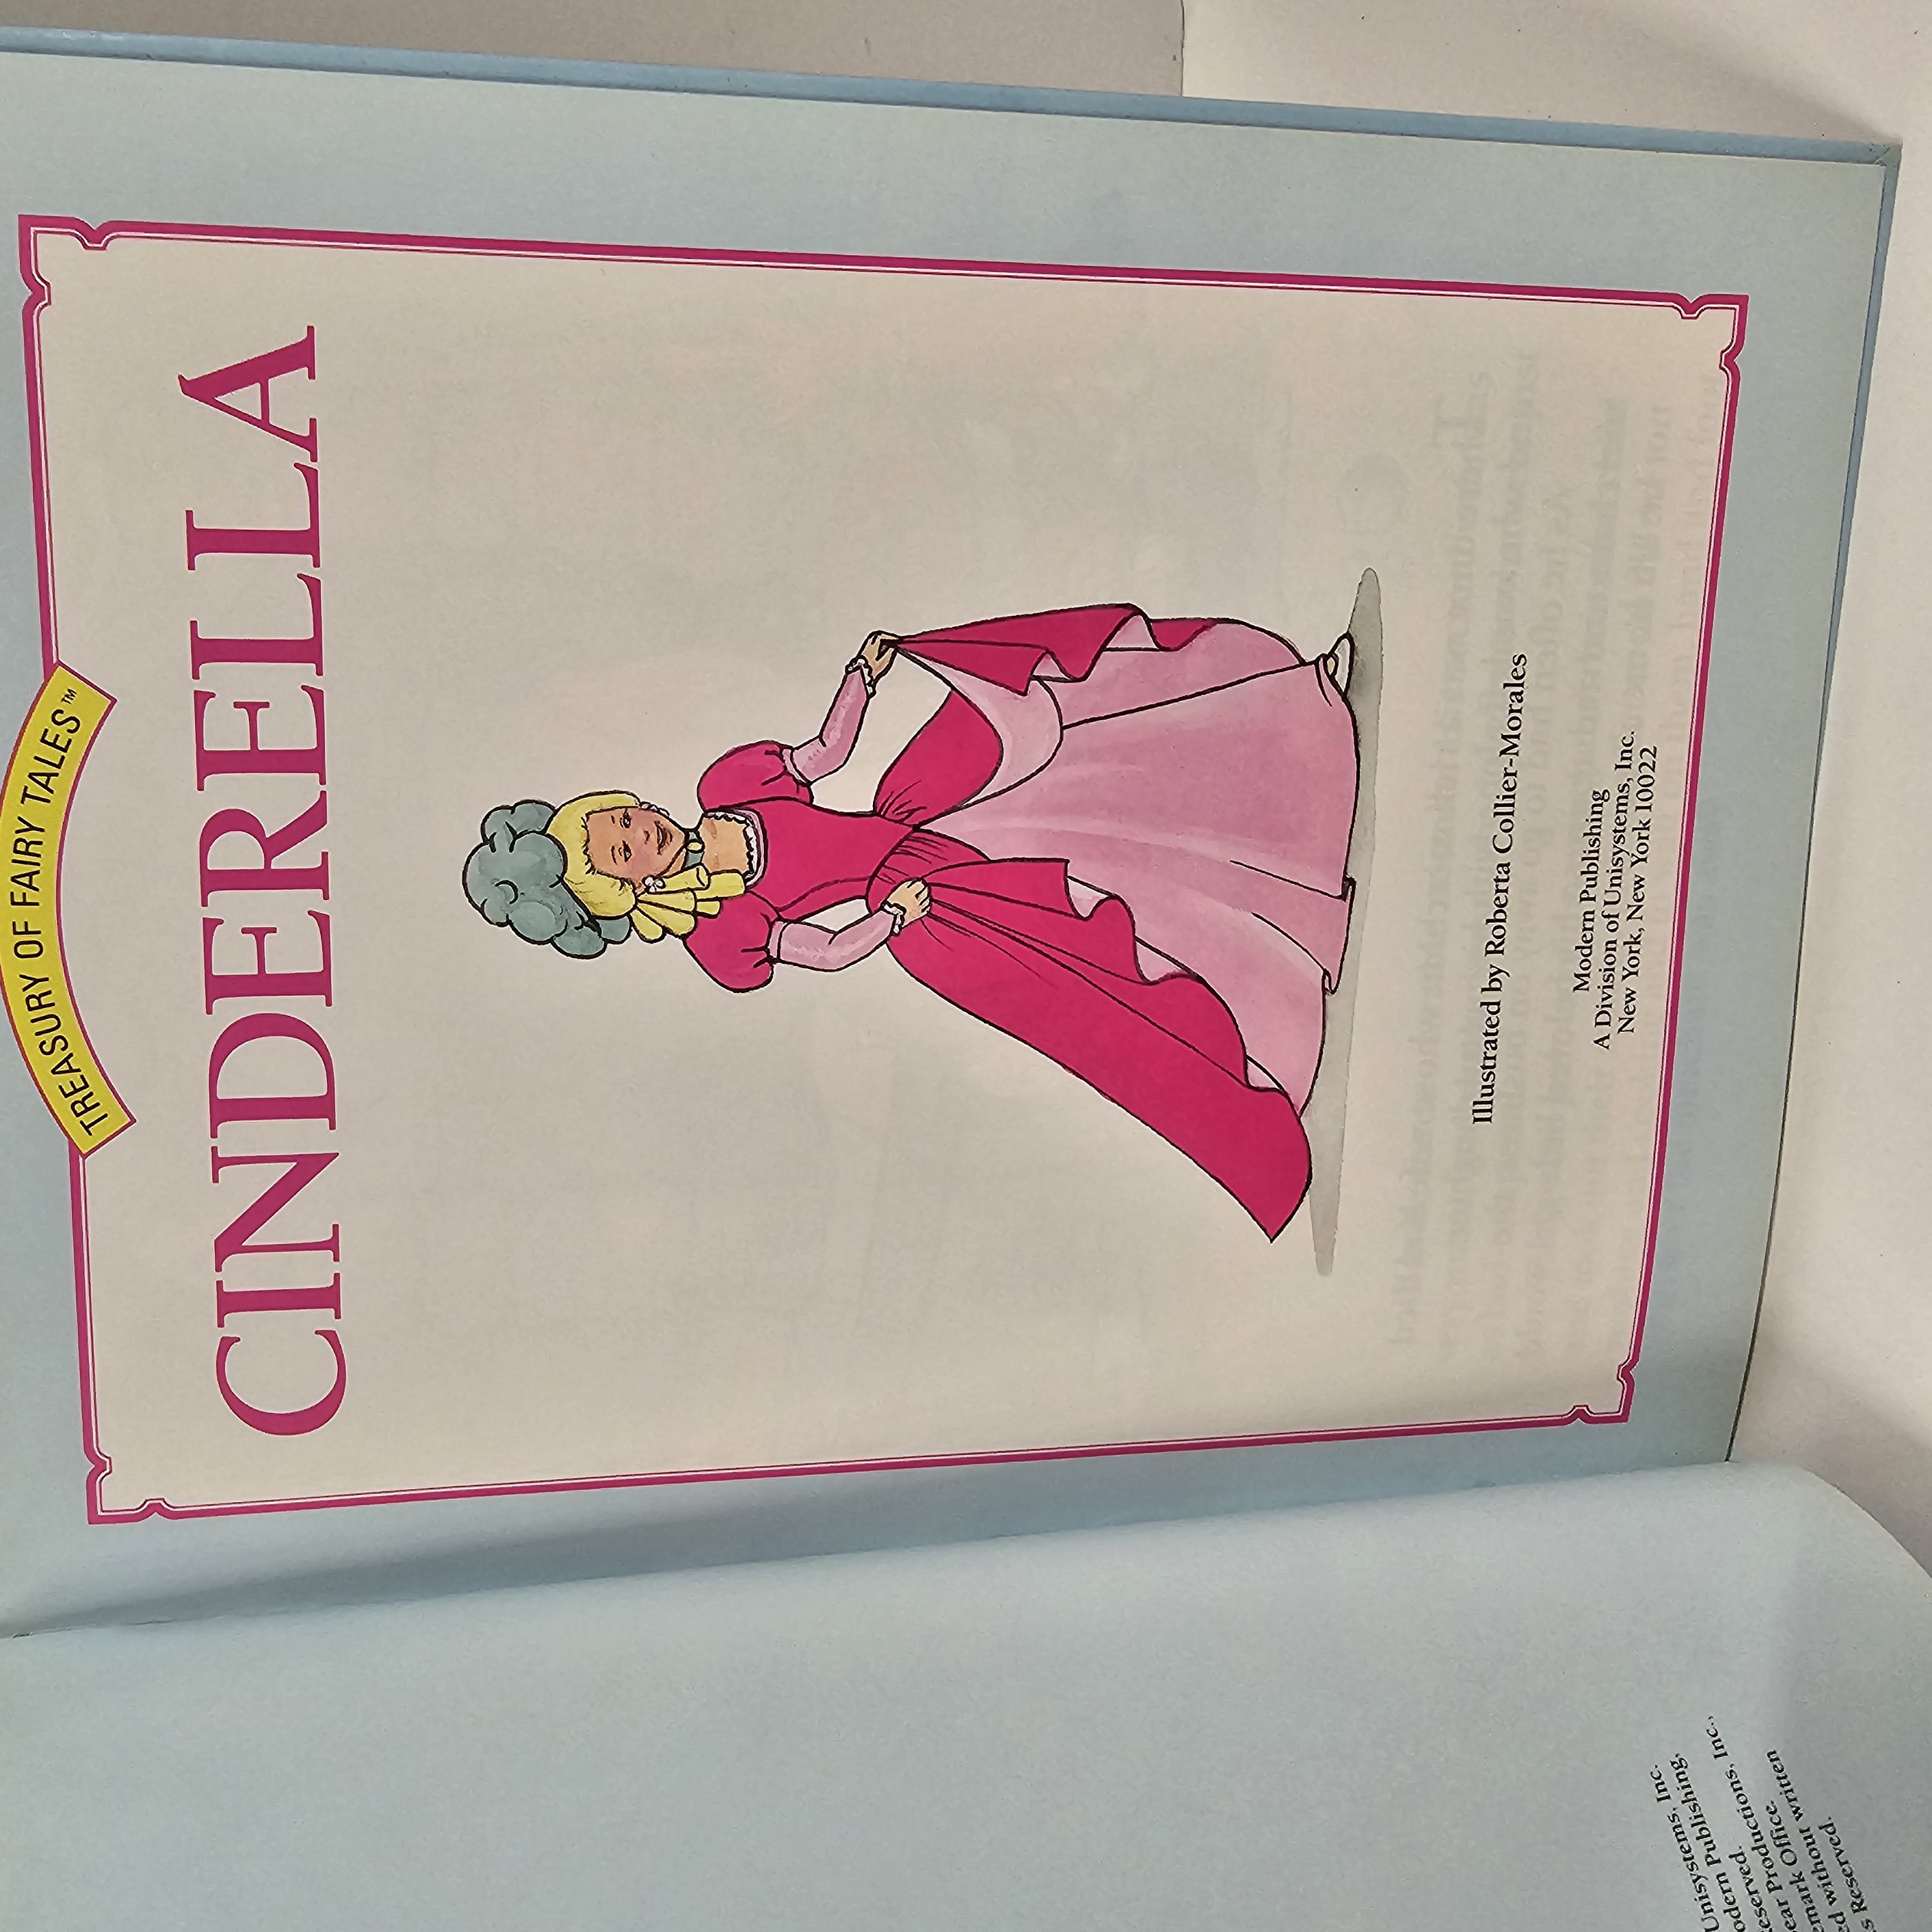 TREASURY OF FAIRY TALES™
CINDERELLA
Illustrated by Roberta Collier-Morales
Modern Publishing
A Division of Unisystems, Inc.
New York, New York 10022
Unisystems, Inc.
odern Publishing,
eserved.
ear Productions, Inc.,
emark Office.
ed without written
s Reserved.